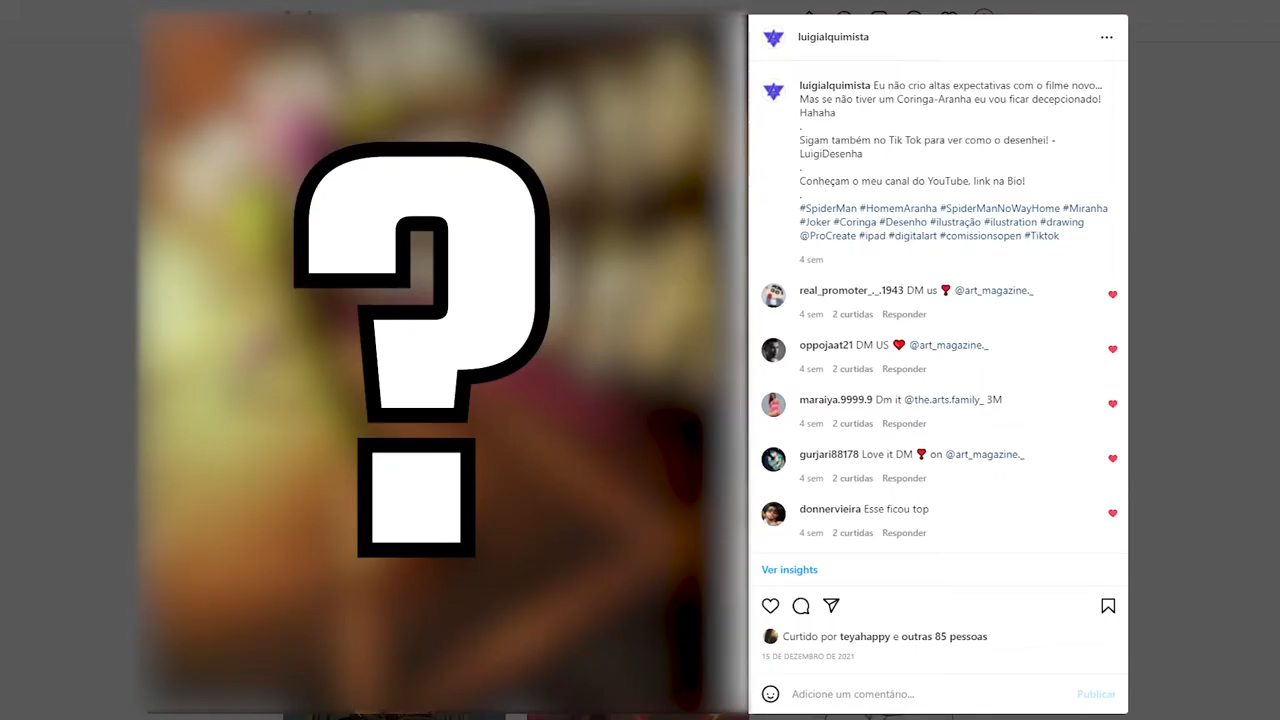 luigialquimista
luigialquimista Eu não crio altas expectativas com o filme novo...
Mas se não tiver um Coringa-Aranha eu vou ficar decepcionado!
Hahaha
.
Sigam também no Tik Tok para ver como o desenhei! -
LuigiDesenha
.
Conheçam o meu canal do YouTube, link na Bio!
.
#SpiderMan #HomemAranha #SpiderManNoWayHome #Miranha
#Joker #Coringa #Desenho #ilustração #ilustration #drawing
@ProCreate #ipad #digitalart #comissionsopen #Tiktok
4 sem
real_promoter_._.1943 DM us ❣ @art_magazine._
4 sem 2 curtidas Responder
oppojaat21 DM US ❤ @art_magazine._
4 sem 2 curtidas Responder
maraiya.9999.9 Dm it @the.arts.family_ 3M
4 sem 2 curtidas Responder
gurjari88178 Love it DM ❣ on @art_magazine._
4 sem 2 curtidas Responder
donnervieira Esse ficou top
4 sem 2 curtidas Responder
Ver insights
Curtido por teyahappy e outras 85 pessoas
15 DE DEZEMBRO DE 2021
Adicione um comentário... Publicar
?